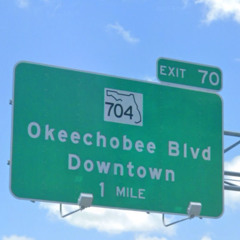 EXIT 70
704
Okeechobee Blvd
Downtown
1 MILE